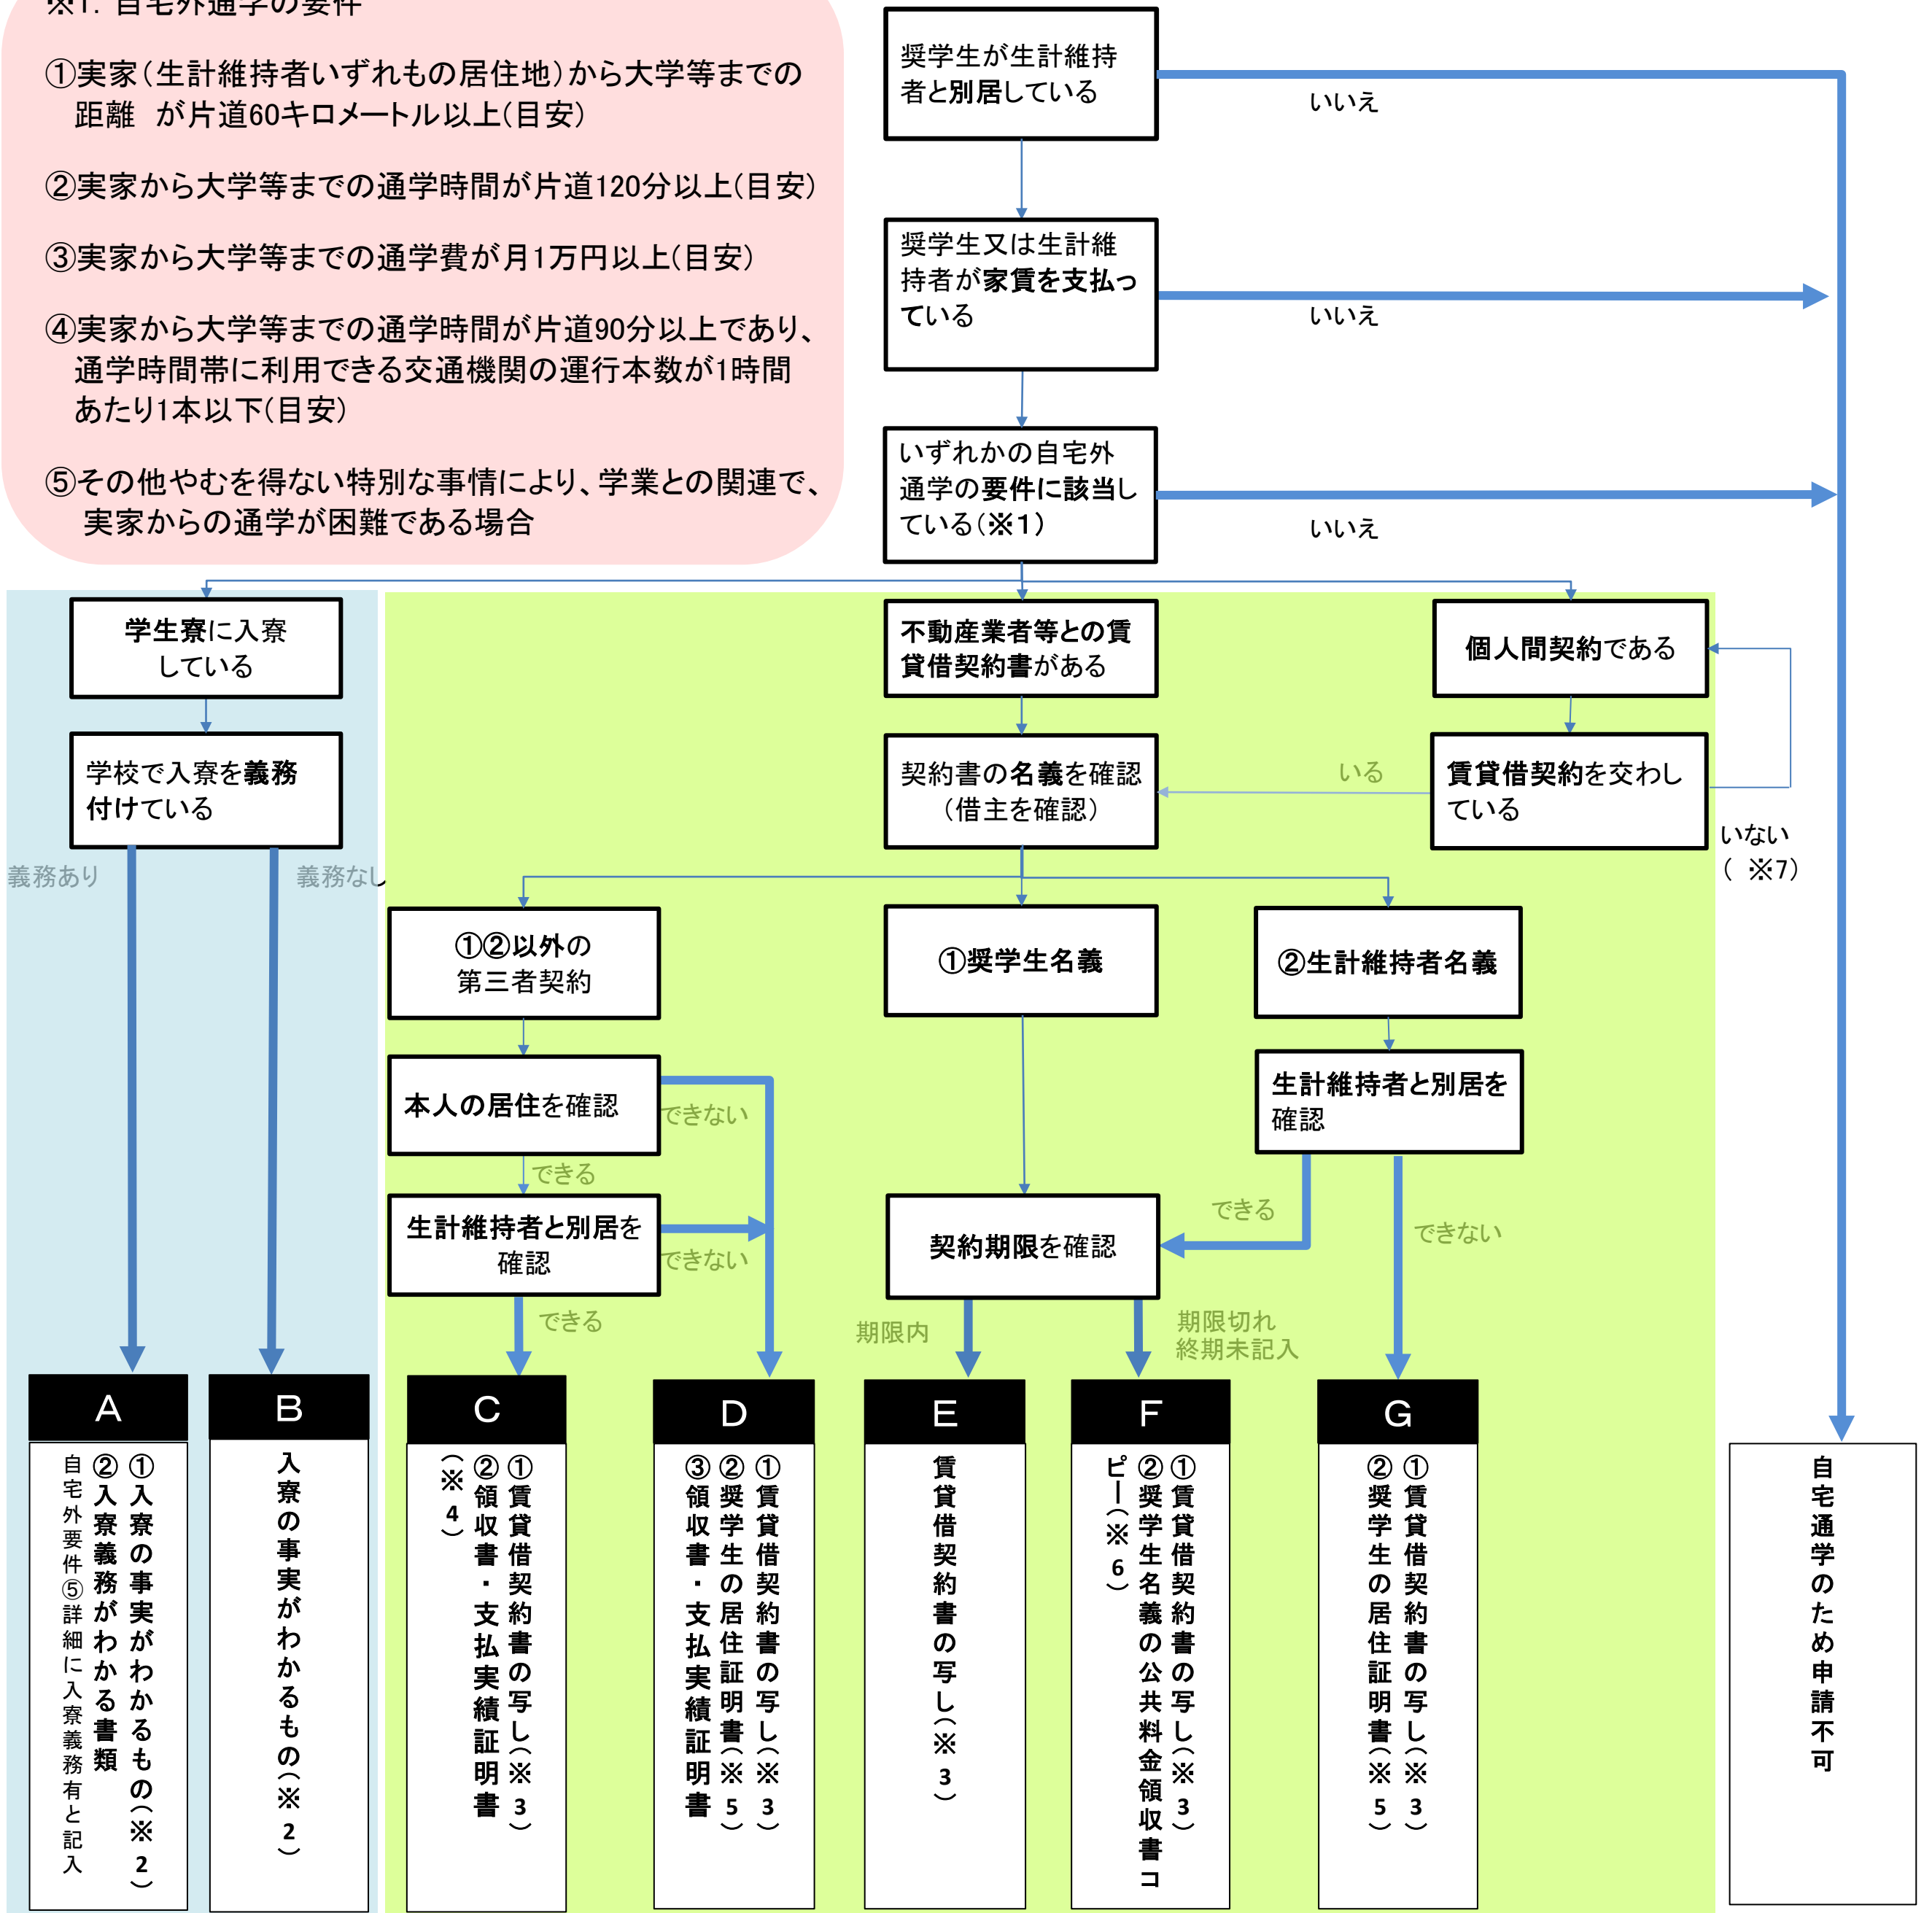 ※1. 自宅外通学の要件
①実家（生計維持者いずれもの居住地）から大学等までの
距離　が片道60キロメートル以上(目安)
②実家から大学等までの通学時間が片道120分以上(目安)
③実家から大学等までの通学費が月1万円以上(目安)
④実家から大学等までの通学時間が片道90分以上であり、
通学時間帯に利用できる交通機関の運行本数が1時間
あたり1本以下(目安)
⑤その他やむを得ない特別な事情により、学業との関連で、
実家からの通学が困難である場合
奨学生が生計維持
者と別居している
いいえ
奨学生又は生計維
持者が家賃を支払っ
ている
いいえ
いずれかの自宅外
通学の要件に該当し
ている(※1)
いいえ
学生寮に入寮
している
不動産業者等との賃
貸借契約書がある
個人間契約である
学校で入寮を義務
付けている
契約書の名義を確認
（借主を確認）
いる
賃貸借契約を交わし
ている
いない
( ※7)
義務あり
義務なし
①②以外の
第三者契約
①奨学生名義
②生計維持者名義
本人の居住を確認
できない
生計維持者と別居を
確認
できる
生計維持者と別居を
確認
できない
契約期限を確認
できる
できない
できる
期限内
期限切れ
終期未記入
A
①入寮の事実がわかるもの(※2)
②入寮義務がわかる書類
自宅外要件⑤詳細に入寮義務有と記入
B
入寮の事実がわかるもの(※2)
C
①賃貸借契約書の写し(※3)
②領収書・支払実績証明書
(※4)
D
①賃貸借契約書の写し(※3)
②奨学生の居住証明書(※5)
③領収書・支払実績証明書
E
賃貸借契約書の写し(※3)
F
①賃貸借契約書の写し(※3)
②奨学生名義の公共料金領収書コ
ピー(※6)
G
①賃貸借契約書の写し(※3)
②奨学生の居住証明書(※5)
自宅通学のため申請不可